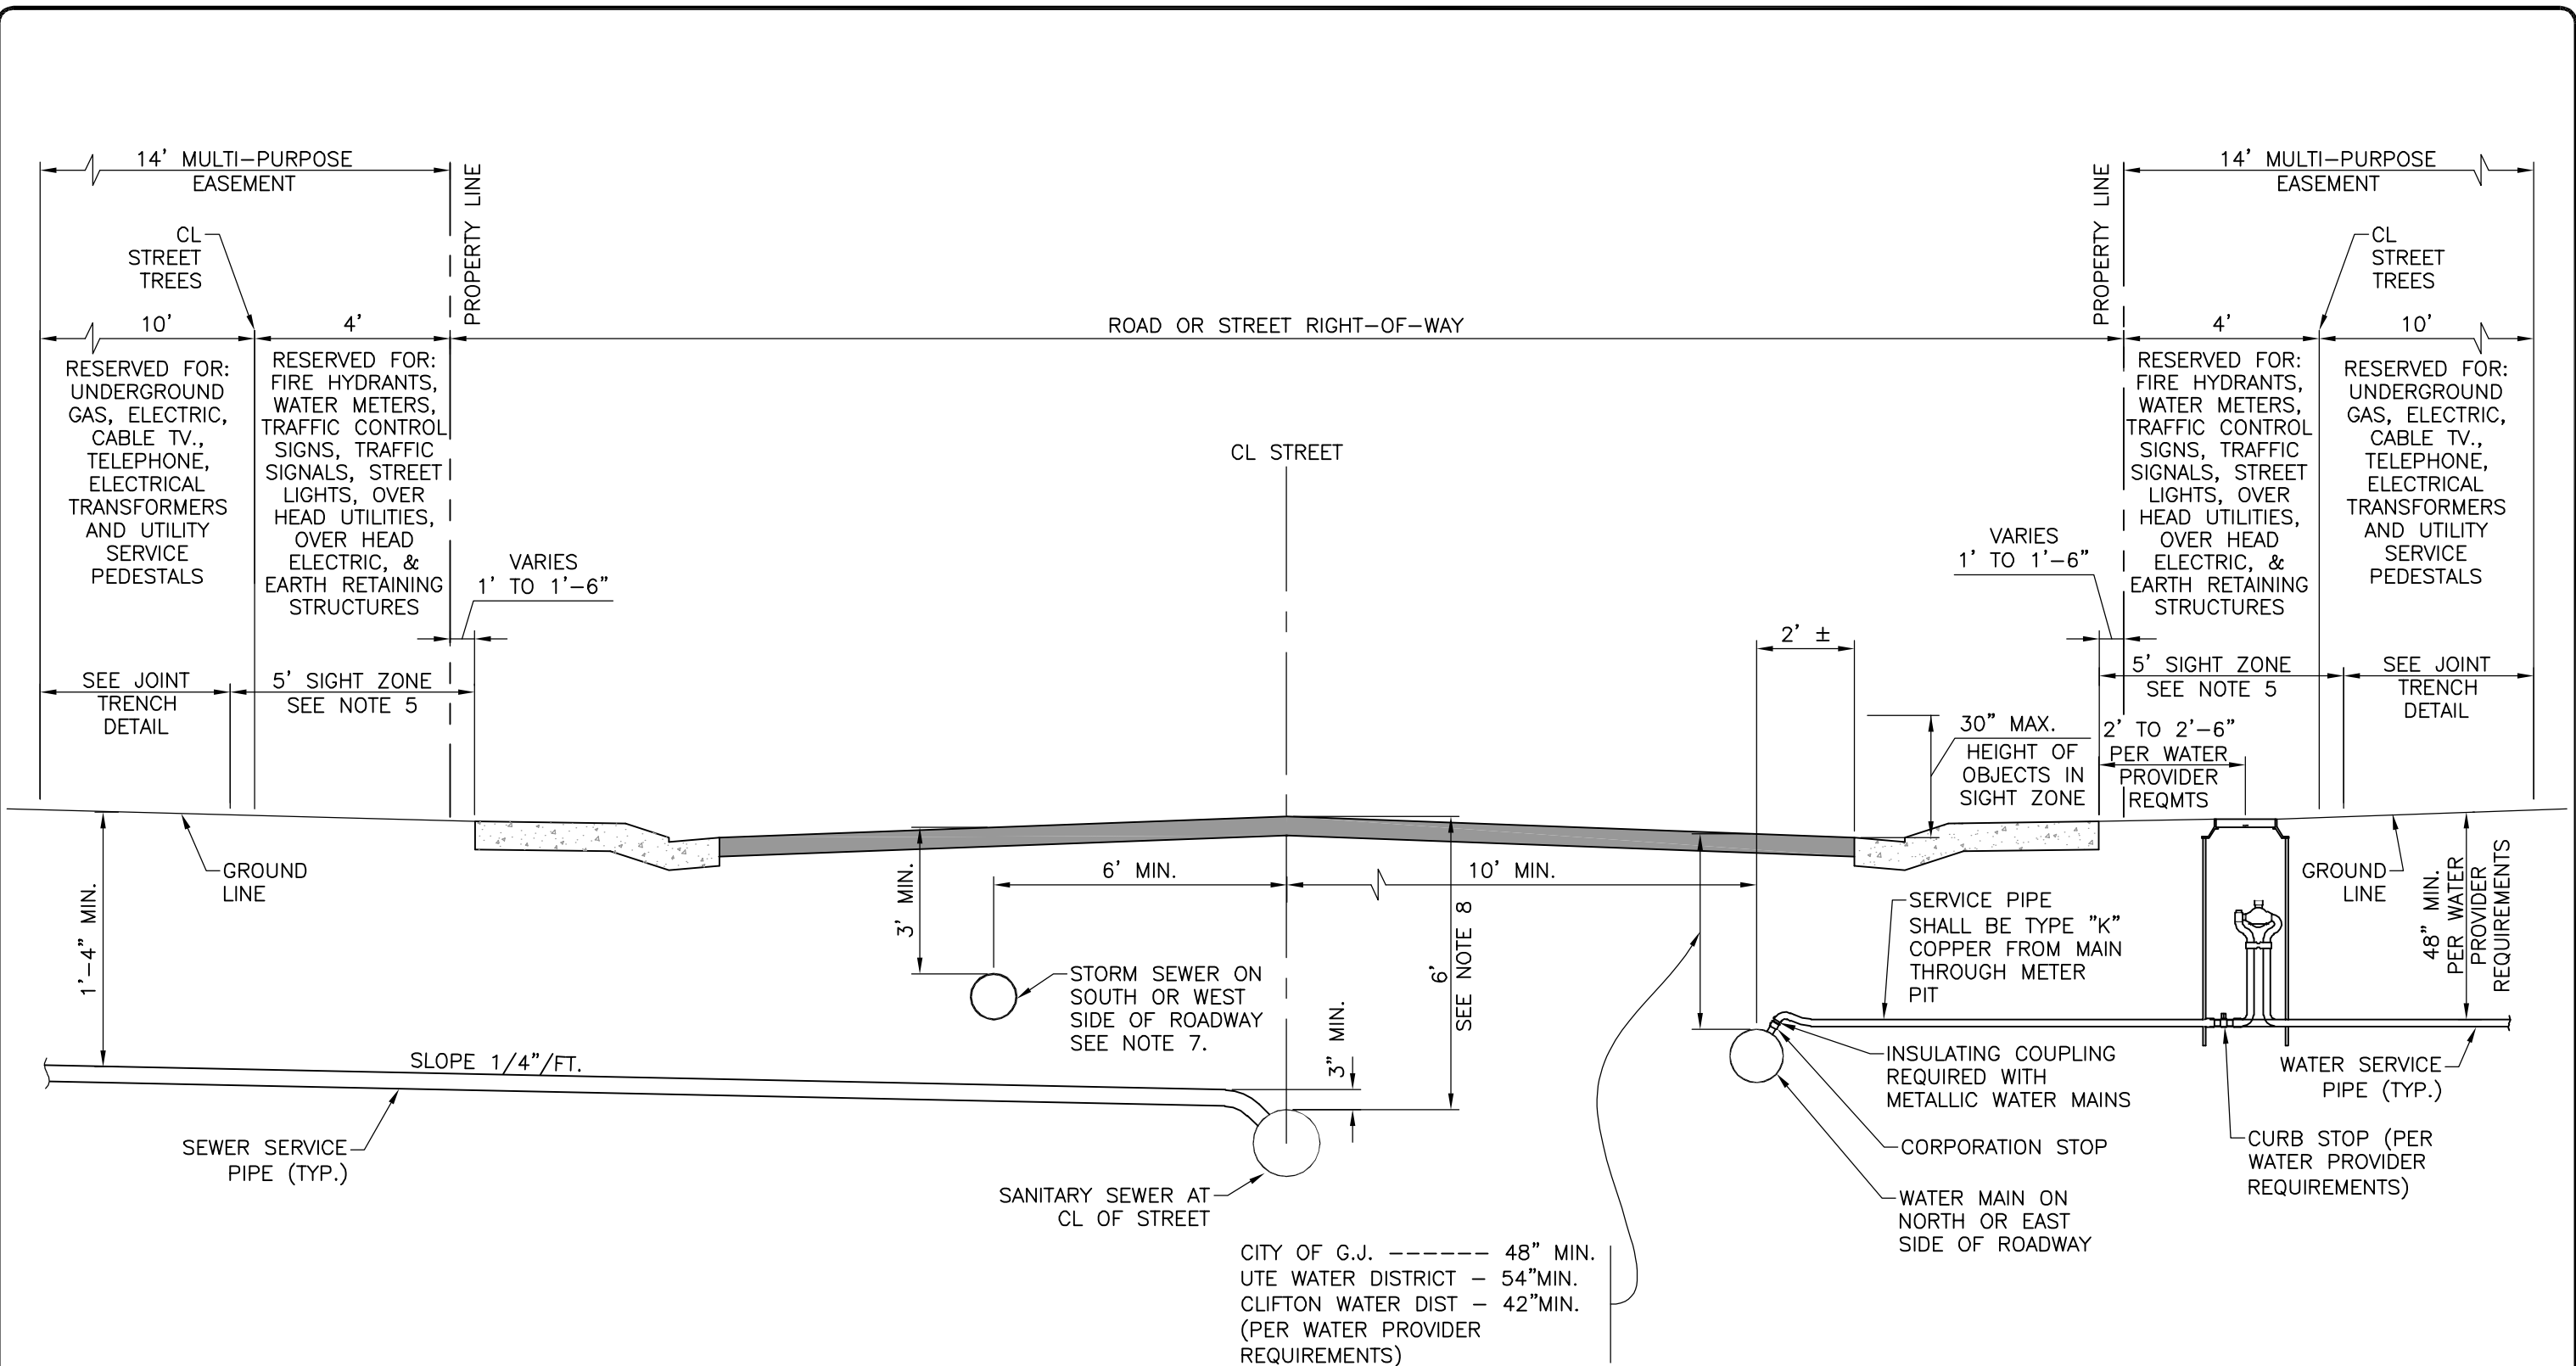 14' MULTI-PURPOSE
EASEMENT
PROPERTY LINE
CL
STREET
TREES
10'
4'
RESERVED FOR:
UNDERGROUND
GAS, ELECTRIC,
CABLE TV.,
TELEPHONE,
ELECTRICAL
TRANSFORMERS
AND UTILITY
SERVICE
PEDESTALS
RESERVED FOR:
FIRE HYDRANTS,
WATER METERS,
TRAFFIC CONTROL
SIGNS, TRAFFIC
SIGNALS, STREET
LIGHTS, OVER
HEAD UTILITIES,
OVER HEAD
ELECTRIC, &
EARTH RETAINING
STRUCTURES
VARIES
1' TO 1'-6"
SEE JOINT
TRENCH
DETAIL
5' SIGHT ZONE
SEE NOTE 5
ROAD OR STREET RIGHT-OF-WAY
CL STREET
14' MULTI-PURPOSE
EASEMENT
PROPERTY LINE
CL
STREET
TREES
4'
10'
RESERVED FOR:
FIRE HYDRANTS,
WATER METERS,
TRAFFIC CONTROL
SIGNS, TRAFFIC
SIGNALS, STREET
LIGHTS, OVER
HEAD UTILITIES,
OVER HEAD
ELECTRIC, &
EARTH RETAINING
STRUCTURES
RESERVED FOR:
UNDERGROUND
GAS, ELECTRIC,
CABLE TV.,
TELEPHONE,
ELECTRICAL
TRANSFORMERS
AND UTILITY
SERVICE
PEDESTALS
VARIES
1' TO 1'-6"
2' ±
5' SIGHT ZONE
SEE NOTE 5
SEE JOINT
TRENCH
DETAIL
30" MAX.
HEIGHT OF
OBJECTS IN
SIGHT ZONE
2' TO 2'-6"
PER WATER
PROVIDER
REQMTS
GROUND
LINE
1'-4" MIN.
3' MIN.
6' MIN.
10' MIN.
6'
SEE NOTE 8
3" MIN.
STORM SEWER ON
SOUTH OR WEST
SIDE OF ROADWAY
SEE NOTE 7.
SLOPE 1/4"/FT.
SEWER SERVICE
PIPE (TYP.)
SANITARY SEWER AT
CL OF STREET
SERVICE PIPE
SHALL BE TYPE "K"
COPPER FROM MAIN
THROUGH METER
PIT
GROUND
LINE
48" MIN.
PER WATER
PROVIDER
REQUIREMENTS
INSULATING COUPLING
REQUIRED WITH
METALLIC WATER MAINS
CORPORATION STOP
WATER MAIN ON
NORTH OR EAST
SIDE OF ROADWAY
WATER SERVICE
PIPE (TYP.)
CURB STOP (PER
WATER PROVIDER
REQUIREMENTS)
CITY OF G.J. ------ 48" MIN.
UTE WATER DISTRICT - 54"MIN.
CLIFTON WATER DIST - 42"MIN.
(PER WATER PROVIDER
REQUIREMENTS)